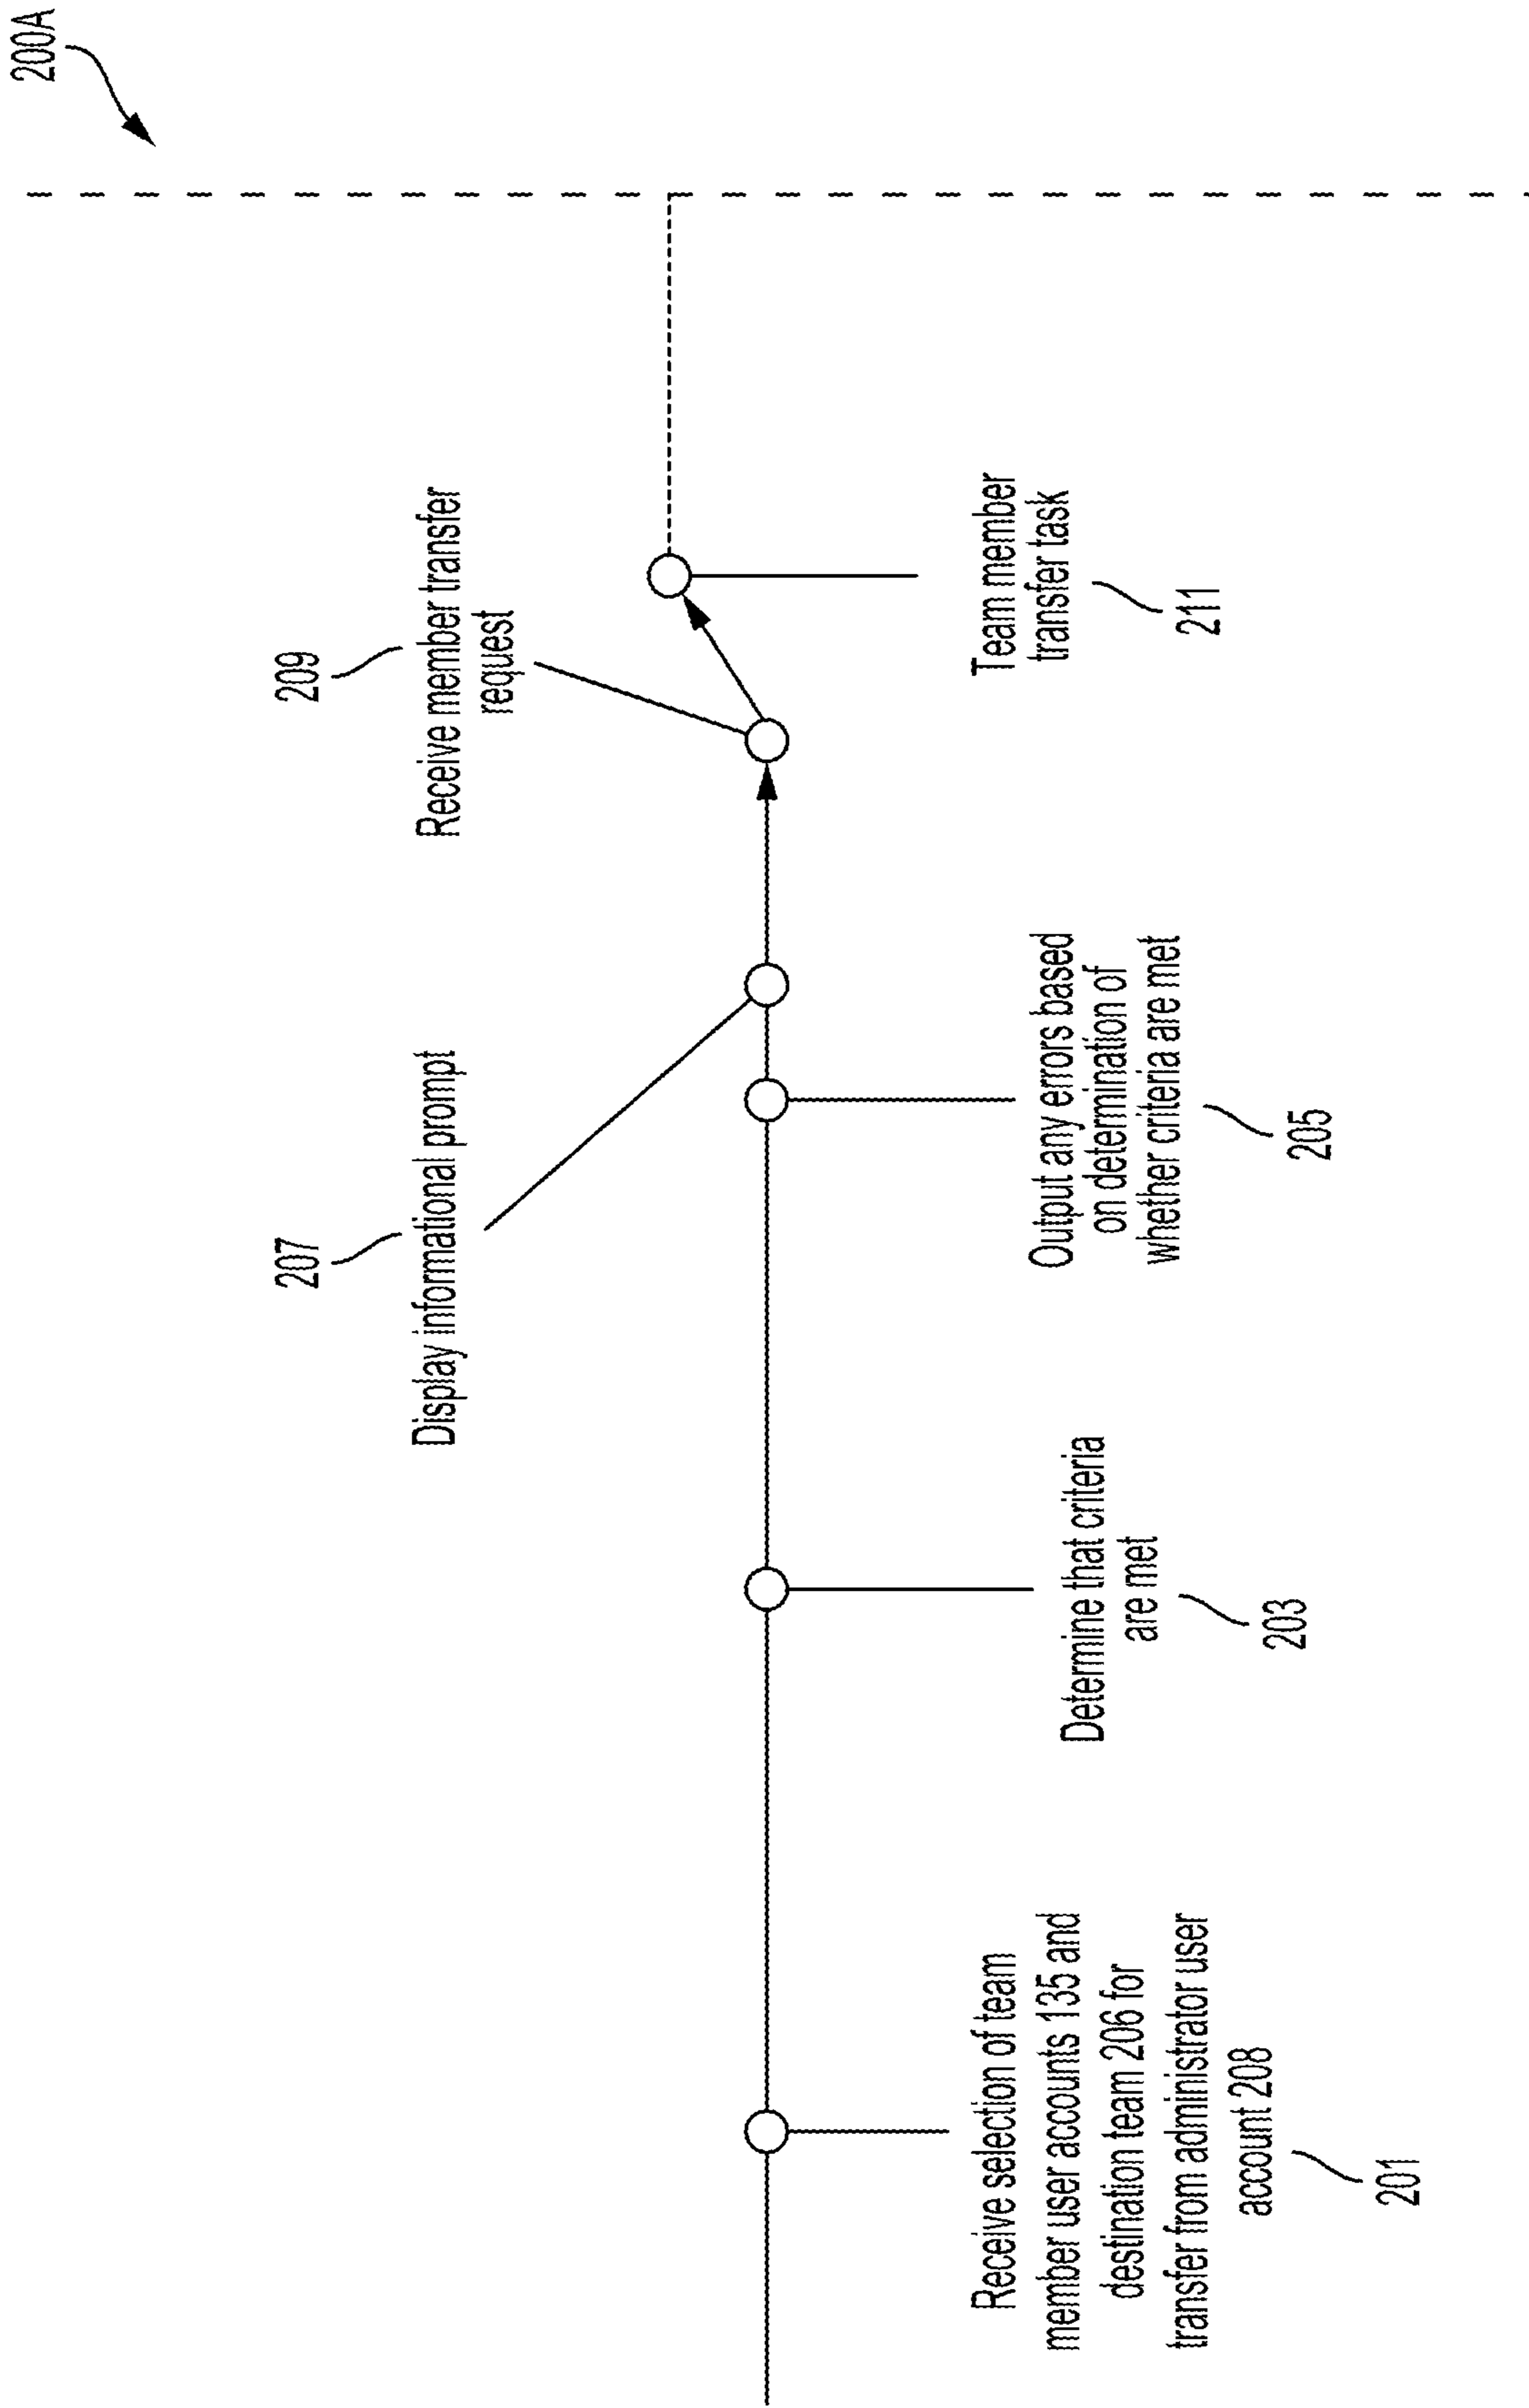 200A
209
Receive member transfer
request
207
Display informational prompt
Team member
transfer task
211
Output any errors based
on determination of
whether criteria are met
205
Determine that criteria
are met
203
Receive selection of team
member user accounts 135 and
destination team 206 for
transfer from administrator user
account 208
201